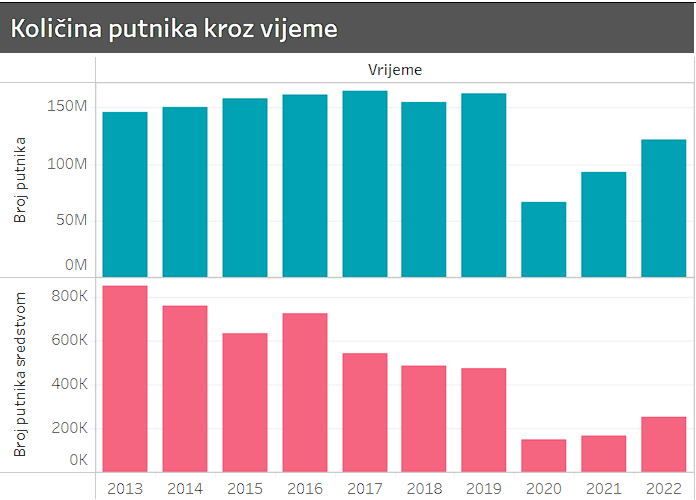 Količina putnika kroz vijeme
Vrijeme
Broj putnika
150M
100M
50M
0M
Broj putnika sredstvom
800K
600K
400K
200K
0K
2013 2014 2015 2016 2017 2018 2019 2020 2021 2022